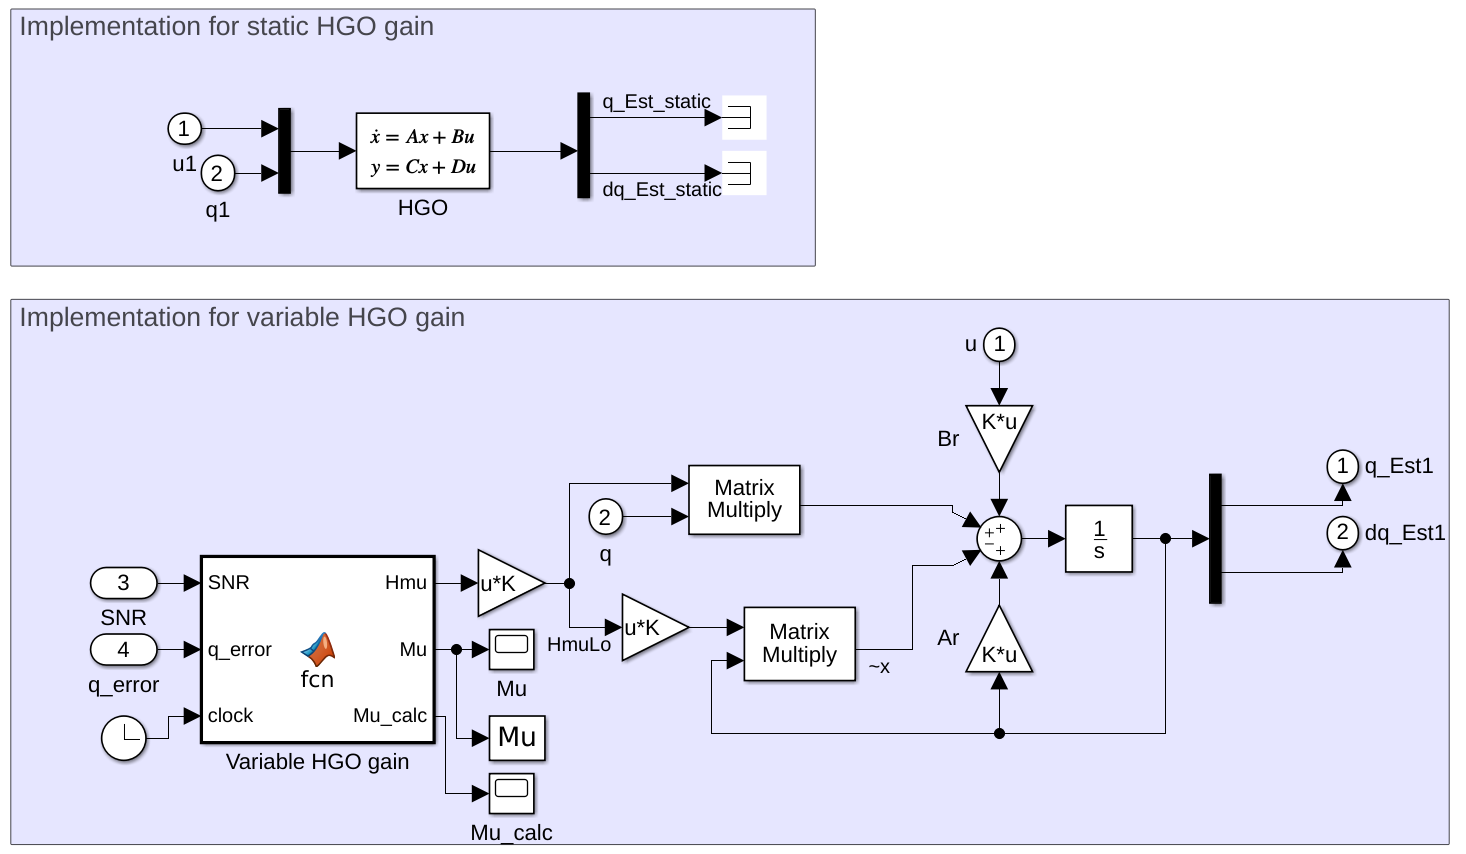 Implementation for static HGO gain
1
u1
2
q1
ẋ = Ax + Bu
y = Cx + Du
HGO
q_Est_static
dq_Est_static
Implementation for variable HGO gain
u
1
K*u
Br
Matrix
Multiply
2
q
++
−+
1
s
1
q_Est1
2
dq_Est1
3
SNR
4
q_error
SNR
q_error
clock
Hmu
Mu
Mu_calc
fcn
Variable HGO gain
u*K
HmuLo
u*K
Matrix
Multiply
~x
Ar
K*u
Mu
Mu
Mu_calc